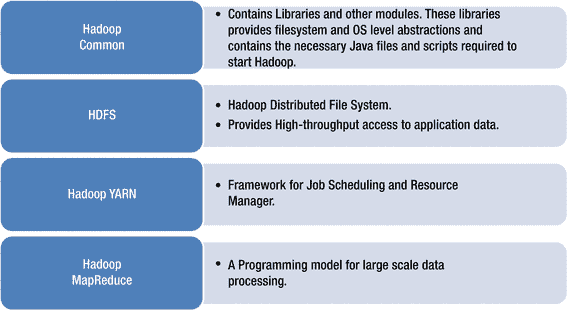 Hadoop
Common
• Contains Libraries and other modules. These libraries
provides filesystem and OS level abstractions and
contains the necessary Java files and scripts required to
start Hadoop.
HDFS
• Hadoop Distributed File System.
• Provides High-throughput access to application data.
Hadoop YARN
• Framework for Job Scheduling and Resource
Manager.
Hadoop
MapReduce
• A Programming model for large scale data
processing.